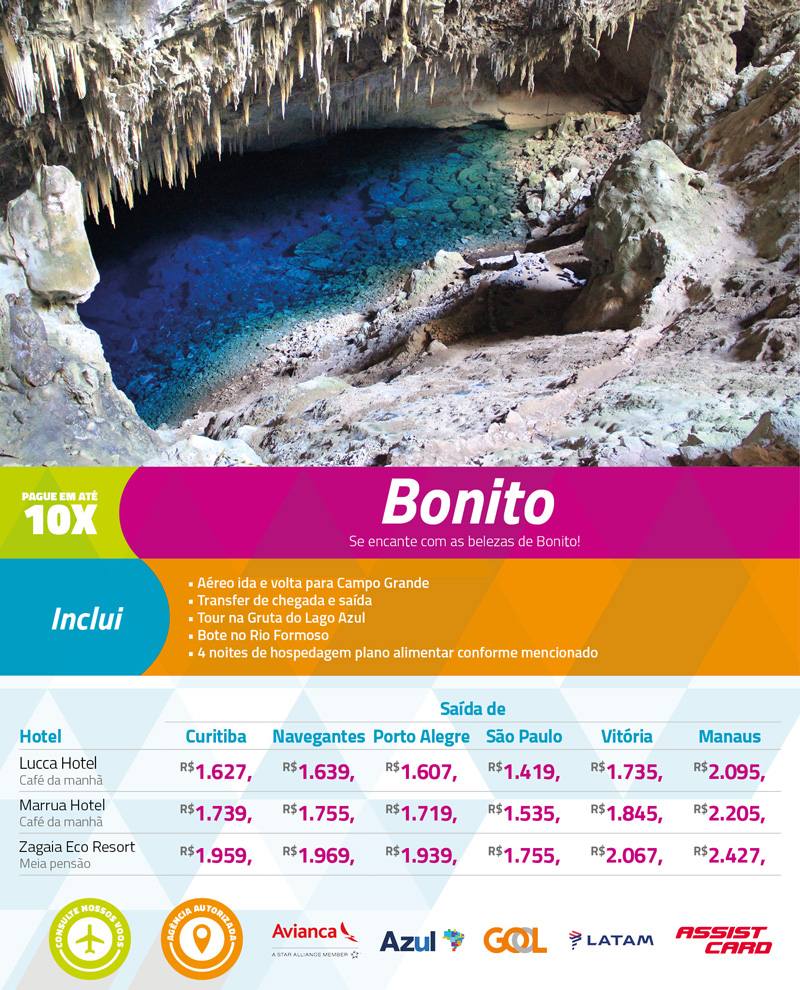 PAGUE EM ATÉ
10X
Bonito
Se encante com as belezas de Bonito!
Inclui
• Aéreo ida e volta para Campo Grande
• Transfer de chegada e saída
• Tour na Gruta do Lago Azul
• Bote no Rio Formoso
• 4 noites de hospedagem plano alimentar conforme mencionado
Saída de
Hotel Curitiba Navegantes Porto Alegre São Paulo Vitória Manaus
Lucca Hotel
Café da manhã
R$1.627, R$1.639, R$1.607, R$1.419, R$1.735, R$2.095,
Marrua Hotel
Café da manhã
R$1.739, R$1.755, R$1.719, R$1.535, R$1.845, R$2.205,
Zagaia Eco Resort
Meia pensão
R$1.959, R$1.969, R$1.939, R$1.755, R$2.067, R$2.427,
CONSULTE NOSSOS VOOS
AGÊNCIA AUTORIZADA
Avianca
A STAR ALLIANCE MEMBER
Azul
GOL
LATAM
ASSIST CARD